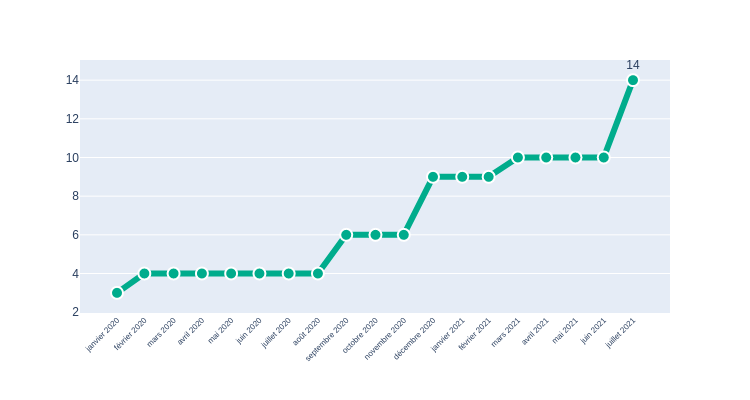 14
14
12
10
8
6
4
2
janvier 2020
février 2020
mars 2020
avril 2020
mai 2020
juin 2020
juillet 2020
août 2020
septembre 2020
octobre 2020
novembre 2020
décembre 2020
janvier 2021
février 2021
mars 2021
avril 2021
mai 2021
juin 2021
juillet 2021